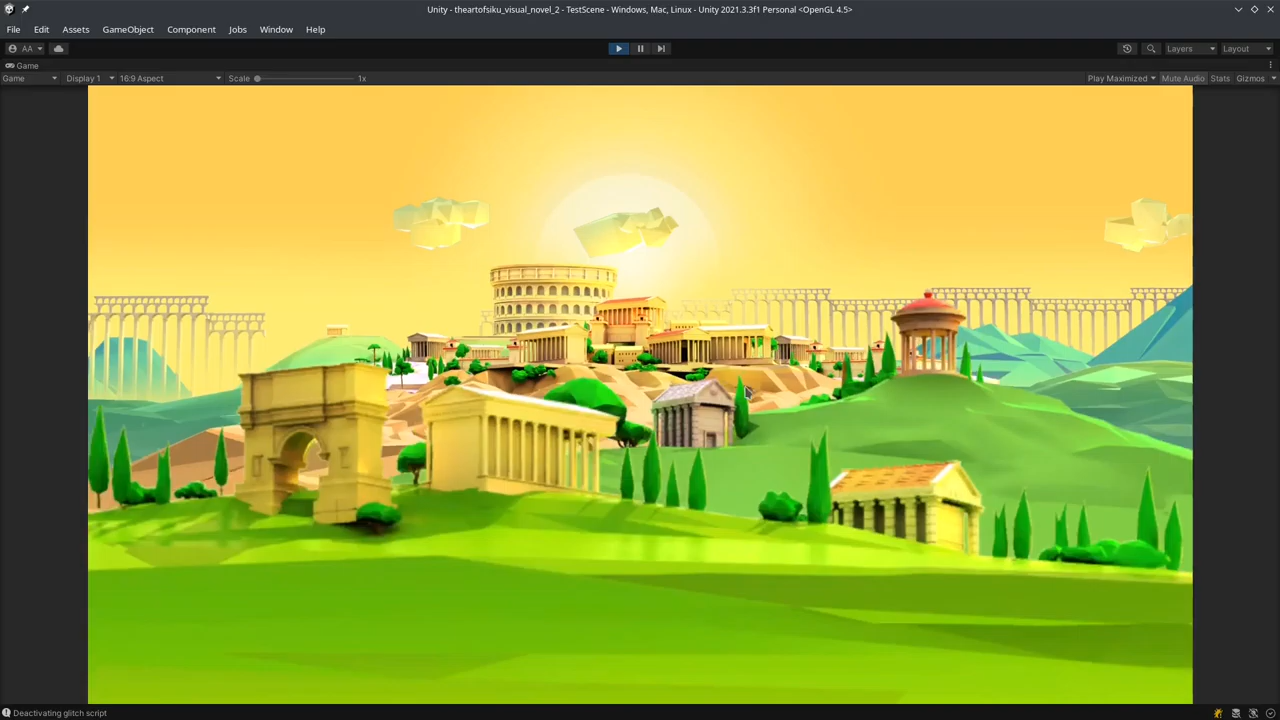 Unity - theartofsiku_visual_novel_2 - TestScene - Windows, Mac, Linux - Unity 2021.3.3f1 Personal <OpenGL 4.5>
File Edit Assets GameObject Component Jobs Window Help
AA Layers Layout
Game
Game Display 1 16:9 Aspect Scale 1x Play Maximized Mute Audio Stats Gizmos
Deactivating glitch script